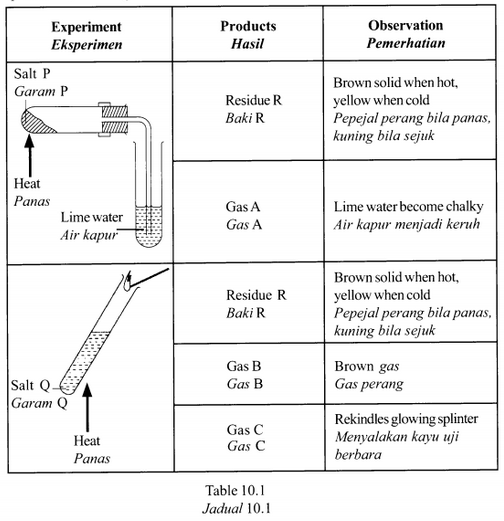 Experiment
Eksperimen
Products
Hasil
Observation
Pemerhatian
Salt P
Garam P
Heat
Panas
Lime water
Air kapur
Residue R
Baki R
Brown solid when hot,
yellow when cold
Pepejal perang bila panas,
kuning bila sejuk
Gas A
Gas A
Lime water become chalky
Air kapur menjadi keruh
Salt Q
Garam Q
Heat
Panas
Residue R
Baki R
Brown solid when hot,
yellow when cold
Pepejal perang bila panas,
kuning bila sejuk
Gas B
Gas B
Brown gas
Gas perang
Gas C
Gas C
Rekindles glowing splinter
Menyalakan kayu uji
berbara
Table 10.1
Jadual 10.1